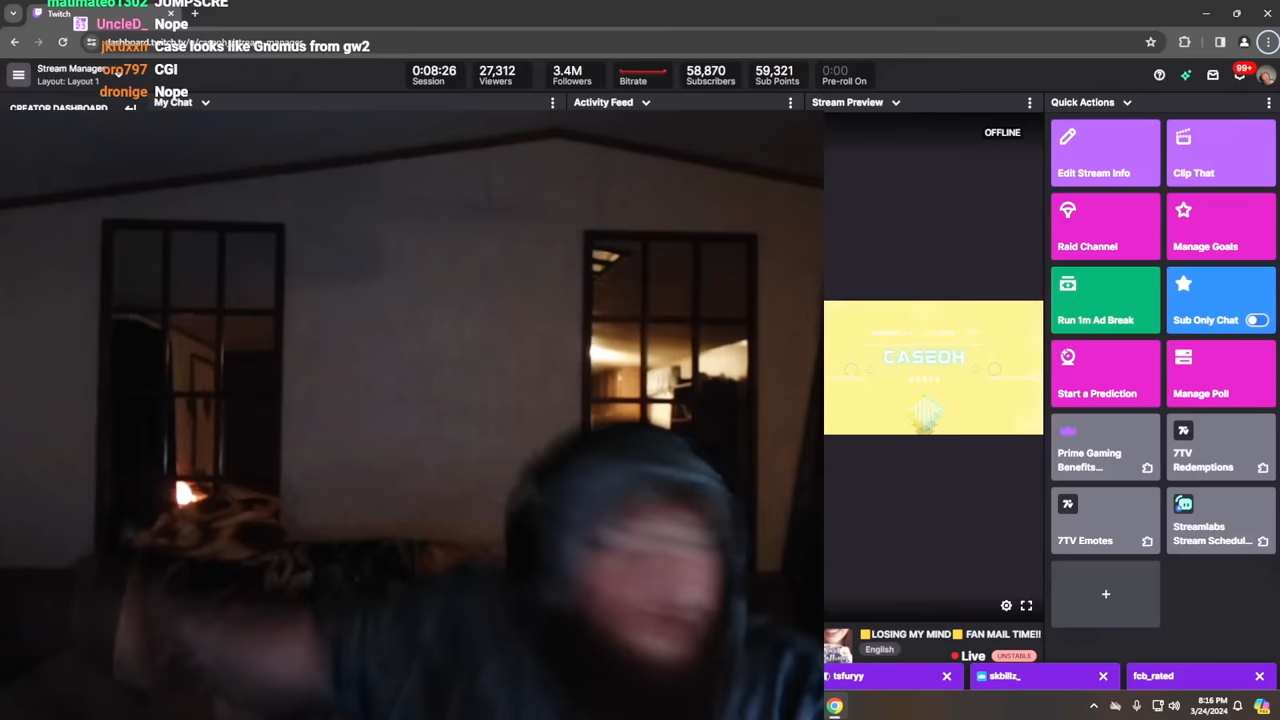 matimateo1302 JUMPSCRE
Twitch
UncleD_ Nope
jkruxxn Case looks like Gnomus from gw2
oro797 CGI
dronige Nope
Stream Manager
Layout: Layout 1
0:08:26
Session
27,312
Viewers
3.4M
Followers
Bitrate
58,870
Subscribers
59,321
Sub Points
0:00
Pre-roll On
99+
CREATOR DASHBOARD
My Chat
Activity Feed
Stream Preview
Quick Actions
OFFLINE
Edit Stream Info
Clip That
Raid Channel
Manage Goals
Run 1m Ad Break
Sub Only Chat
Start a Prediction
Manage Poll
Prime Gaming
Benefits...
7TV
Redemptions
7TV Emotes
Streamlabs
Stream Schedul...
CASEOH
LOSING MY MIND FAN MAIL TIME!!
English
Live
UNSTABLE
tsfuryy
skbillz_
fcb_rated
8:16 PM
3/24/2024